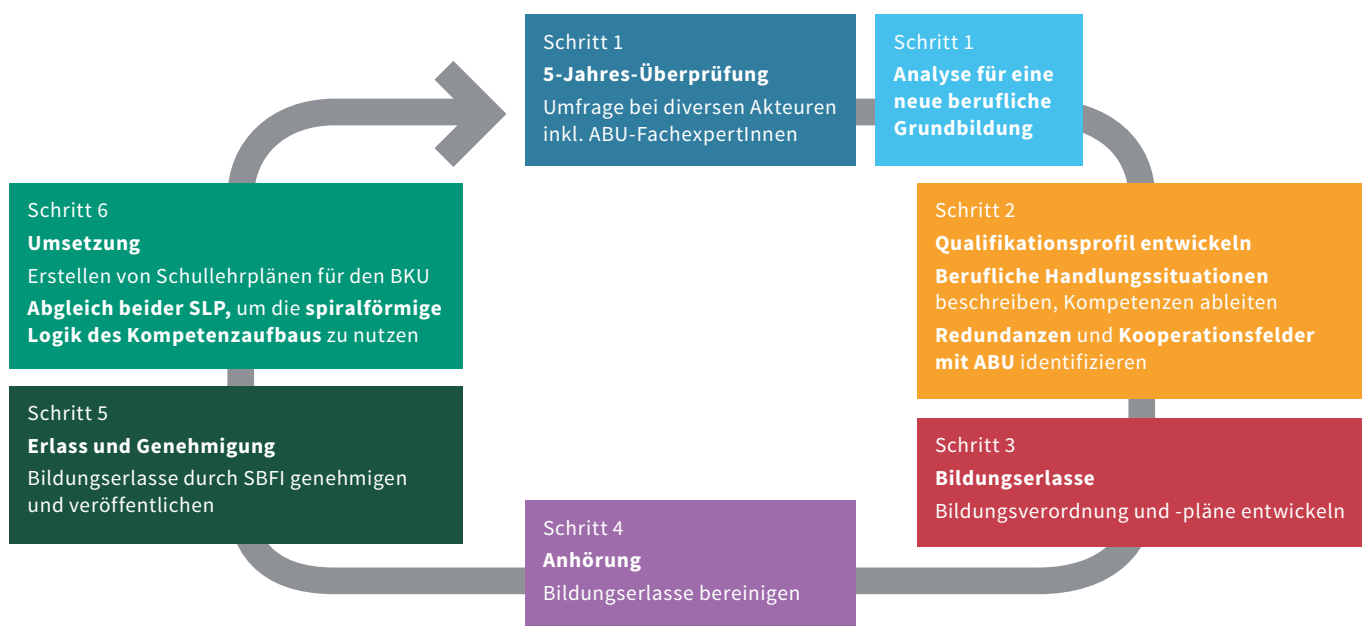 Schritt 1
5-Jahres-Überprüfung
Umfrage bei diversen Akteuren
inkl. ABU-FachexpertInnen
Schritt 1
Analyse für eine
neue berufliche
Grundbildung
Schritt 2
Qualifikationsprofil entwickeln
Berufliche Handlungssituationen
beschreiben, Kompetenzen ableiten
Redundanzen und Kooperationsfelder
mit ABU identifizieren
Schritt 3
Bildungserlasse
Bildungsverordnung und -pläne entwickeln
Schritt 4
Anhörung
Bildungserlasse bereinigen
Schritt 5
Erlass und Genehmigung
Bildungserlasse durch SBFI genehmigen
und veröffentlichen
Schritt 6
Umsetzung
Erstellen von Schullehrplänen für den BKU
Abgleich beider SLP, um die spiralförmige
Logik des Kompetenzaufbaus zu nutzen